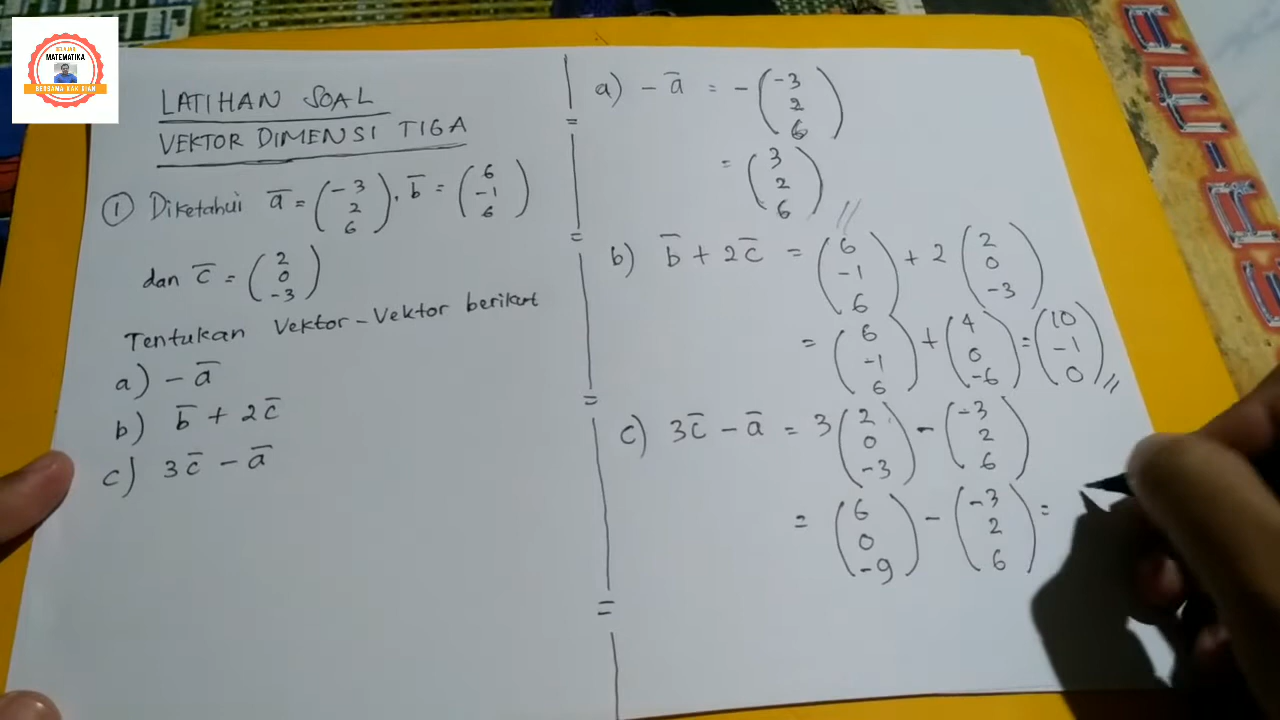 BELAJAR
MATEMATIKA
BERSAMA KAK DIAN
LATIHAN SOAL
VEKTOR DIMENSI TIGA
① Diketahui a̅ = (-3 2 6), b̅ = (6 -1 6)
dan c̅ = (2 0 -3)
Tentukan Vektor-Vektor berikut
a) -a̅
b) b̅ + 2c̅
c) 3c̅ - a̅
a) -a̅ = -(-3 2 6)
= (3 2 6) //
b) b̅ + 2c̅ = (6 -1 6) + 2(2 0 -3)
= (6 -1 6) + (4 0 -6) = (10 -1 0) //
c) 3c̅ - a̅ = 3(2 0 -3) - (-3 2 6)
= (6 0 -9) - (-3 2 6) =